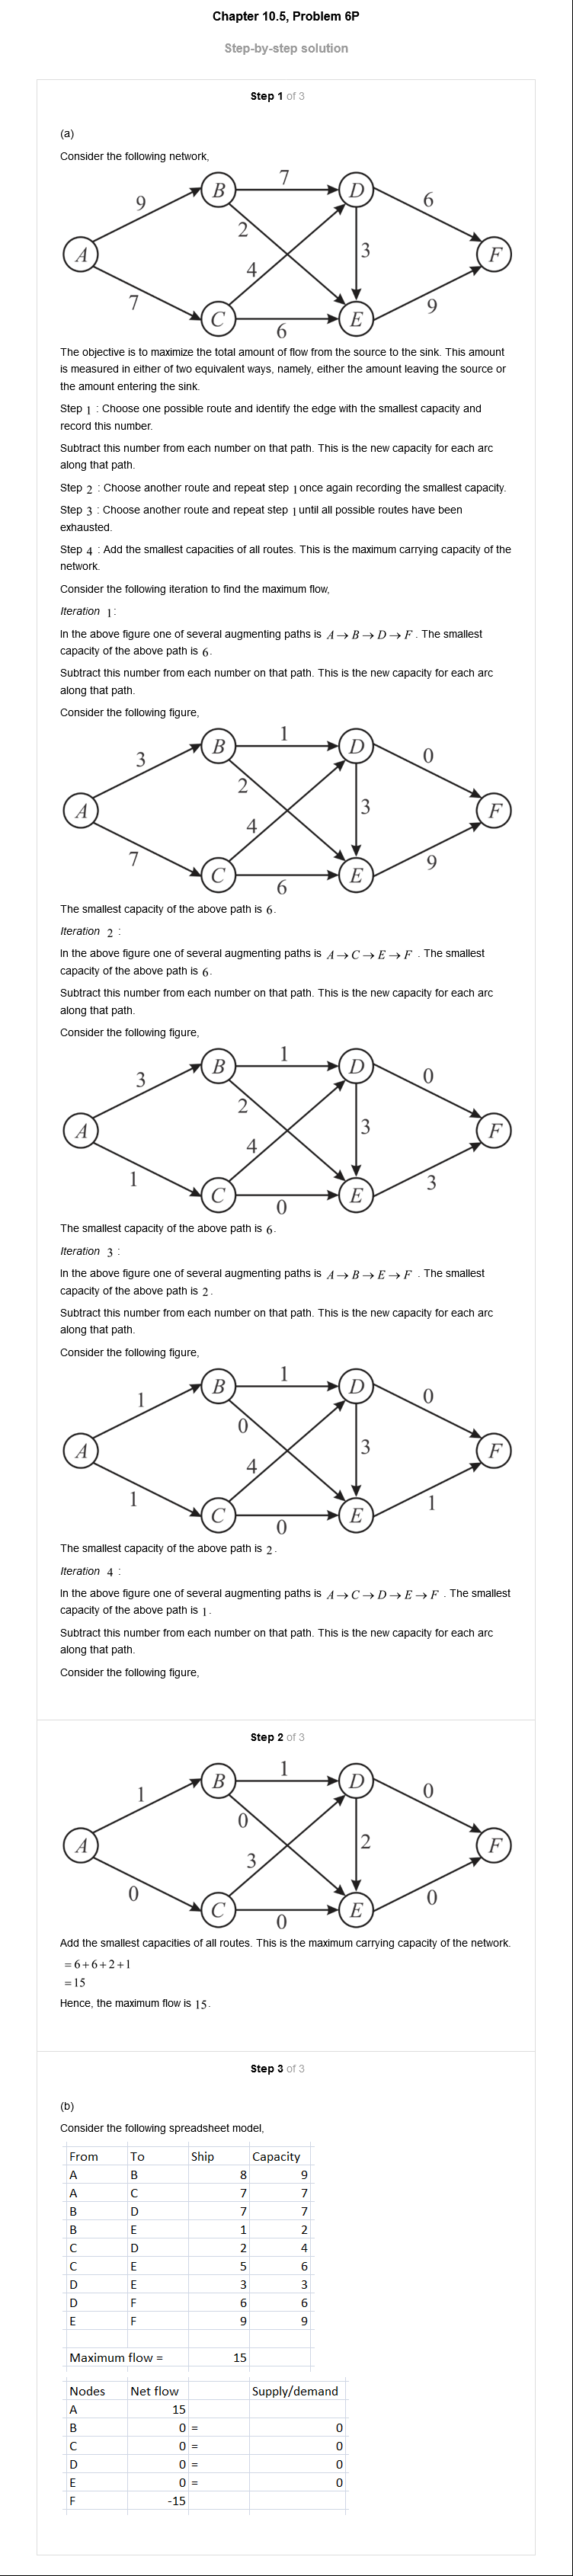 Chapter 10.5, Problem 6P
Step-by-step solution
Step 1 of 3
(a)
Consider the following network,
9
B
7
D
6
A
2
4
3
F
7
C
6
E
9
The objective is to maximize the total amount of flow from the source to the sink. This amount
is measured in either of two equivalent ways, namely, either the amount leaving the source or
the amount entering the sink.
Step 1 : Choose one possible route and identify the edge with the smallest capacity and
record this number.
Subtract this number from each number on that path. This is the new capacity for each arc
along that path.
Step 2 : Choose another route and repeat step 1 once again recording the smallest capacity.
Step 3 : Choose another route and repeat step 1 until all possible routes have been
exhausted.
Step 4 : Add the smallest capacities of all routes. This is the maximum carrying capacity of the
network.
Consider the following iteration to find the maximum flow,
Iteration 1:
In the above figure one of several augmenting paths is A→B→D→F . The smallest
capacity of the above path is 6.
Subtract this number from each number on that path. This is the new capacity for each arc
along that path.
Consider the following figure,
3
B
1
D
0
A
2
4
3
F
7
C
6
E
9
The smallest capacity of the above path is 6.
Iteration 2 :
In the above figure one of several augmenting paths is A→C→E→F . The smallest
capacity of the above path is 6.
Subtract this number from each number on that path. This is the new capacity for each arc
along that path.
Consider the following figure,
3
B
1
D
0
A
2
4
3
F
1
C
0
E
3
The smallest capacity of the above path is 6.
Iteration 3 :
In the above figure one of several augmenting paths is A→B→E→F . The smallest
capacity of the above path is 2.
Subtract this number from each number on that path. This is the new capacity for each arc
along that path.
Consider the following figure,
1
B
1
D
0
A
0
4
3
F
1
C
0
E
1
The smallest capacity of the above path is 2.
Iteration 4 :
In the above figure one of several augmenting paths is A→C→D→E→F . The smallest
capacity of the above path is 1.
Subtract this number from each number on that path. This is the new capacity for each arc
along that path.
Consider the following figure,
Step 2 of 3
1
B
1
D
0
A
0
3
2
F
0
C
0
E
0
Add the smallest capacities of all routes. This is the maximum carrying capacity of the network.
=6+6+2+1
=15
Hence, the maximum flow is 15.
Step 3 of 3
(b)
Consider the following spreadsheet model,
From To Ship Capacity
A B 8 9
A C 7 7
B D 7 7
B E 1 2
C D 2 4
C E 5 6
D E 3 3
D F 6 6
E F 9 9
Maximum flow = 15
Nodes Net flow Supply/demand
A 15
B 0 = 0
C 0 = 0
D 0 = 0
E 0 = 0
F -15